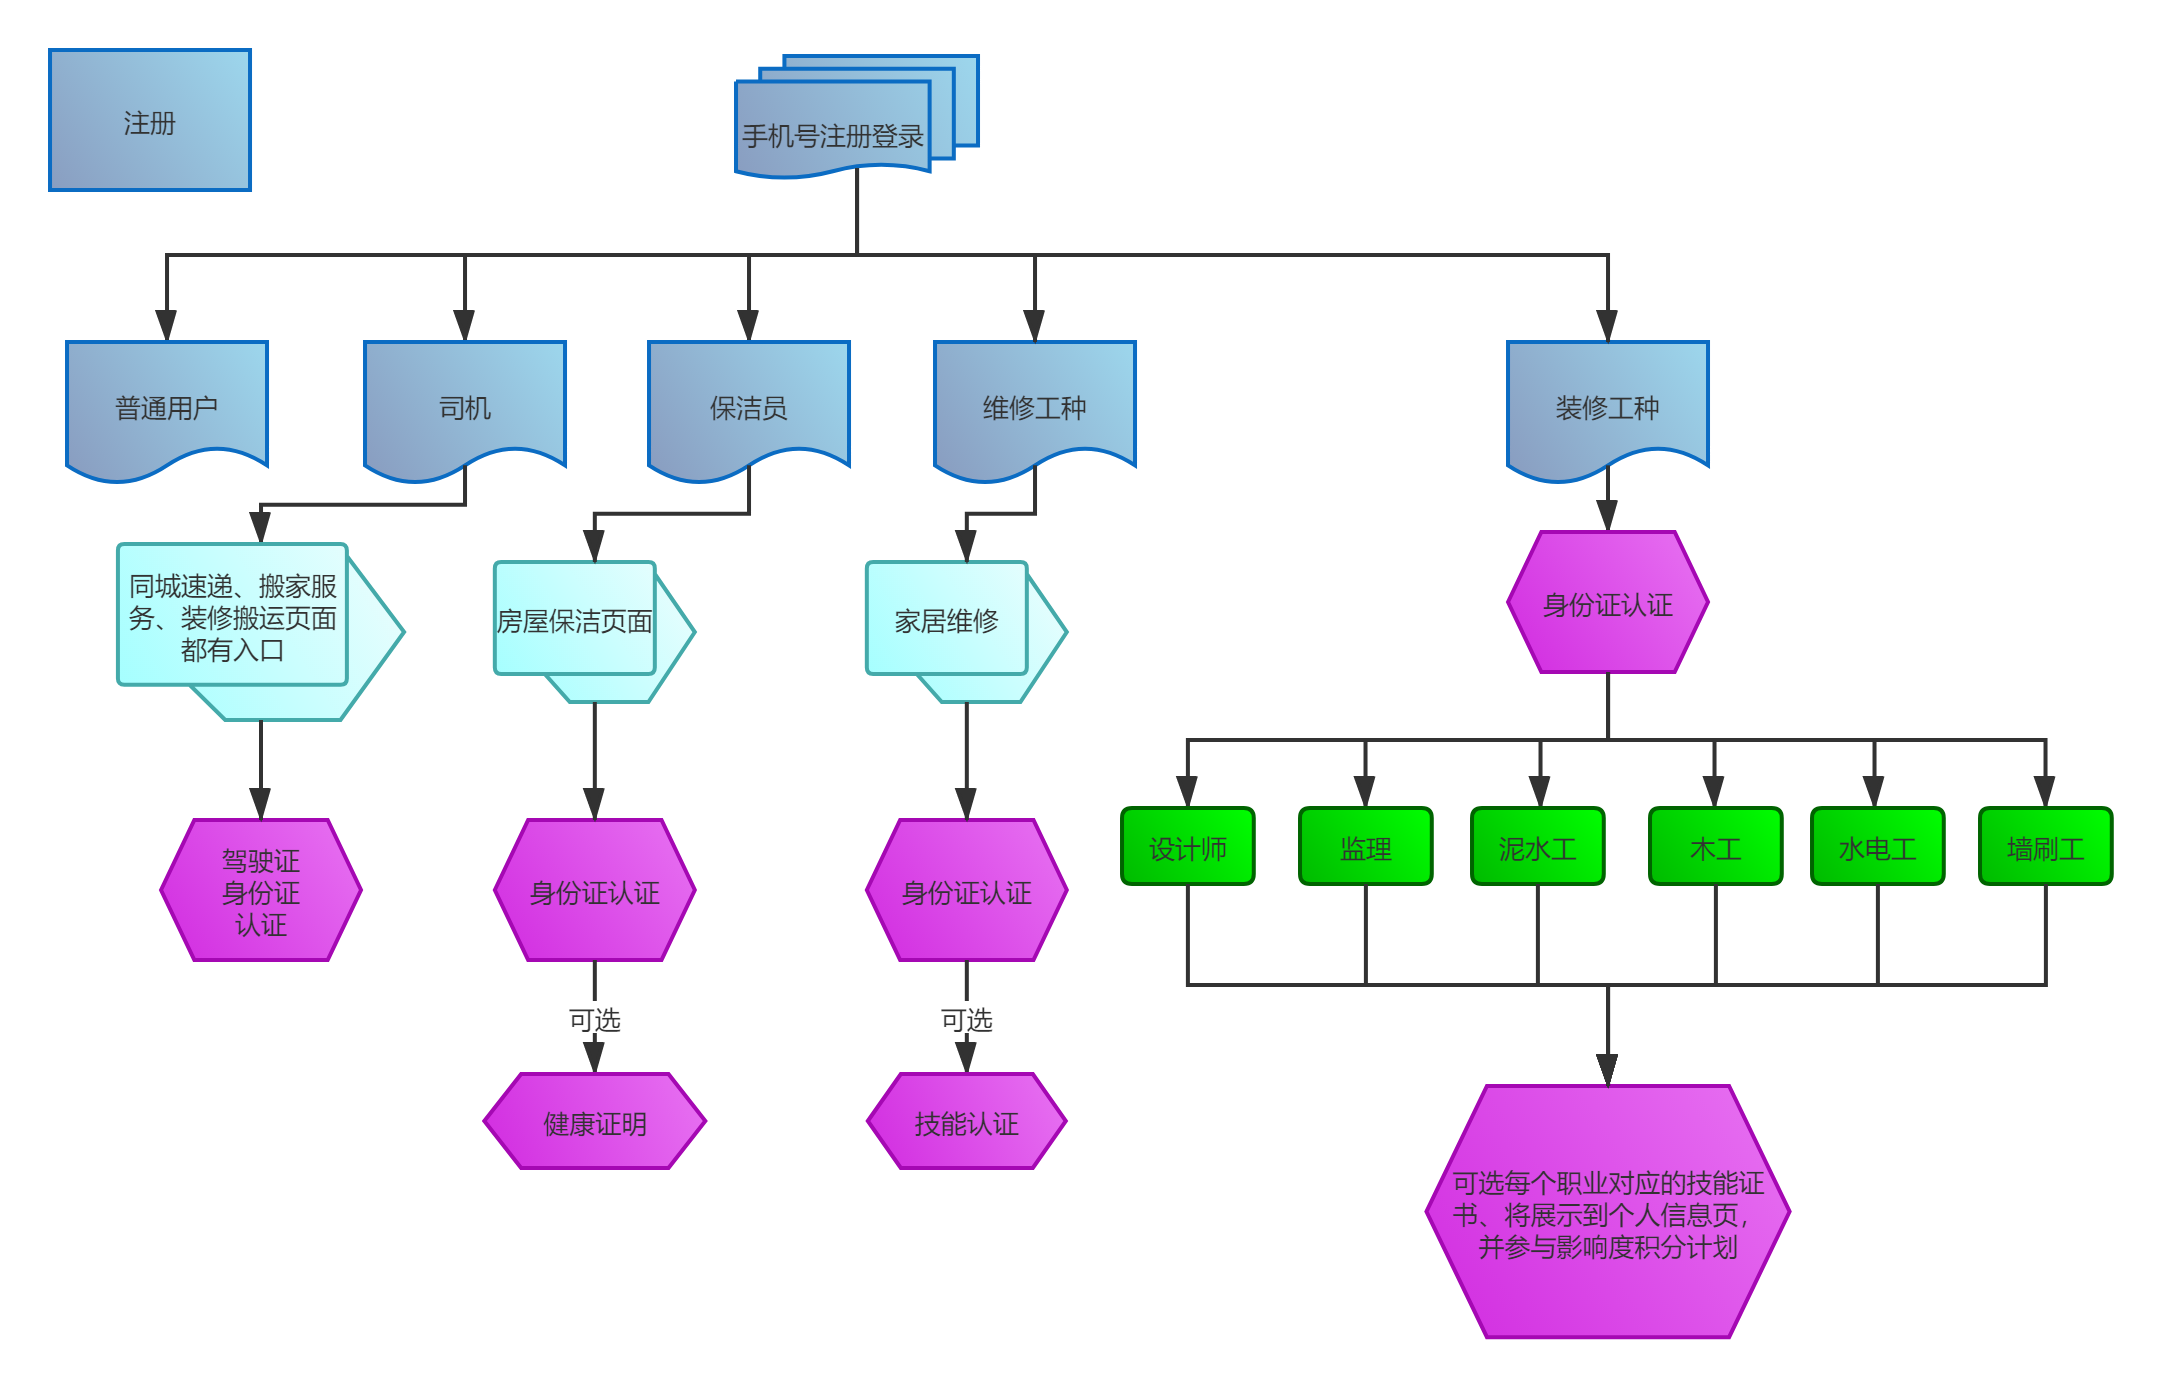 注册
手机号注册登录
普通用户
司机
保洁员
维修工种
装修工种
同城速递、搬家服
务、装修搬运页面
都有入口
房屋保洁页面
家居维修
身份证认证
设计师
监理
泥水工
木工
水电工
墙刷工
驾驶证
身份证
认证
身份证认证
身份证认证
可选
可选
健康证明
技能认证
可选每个职业对应的技能证
书、将展示到个人信息页，
并参与影响度积分计划